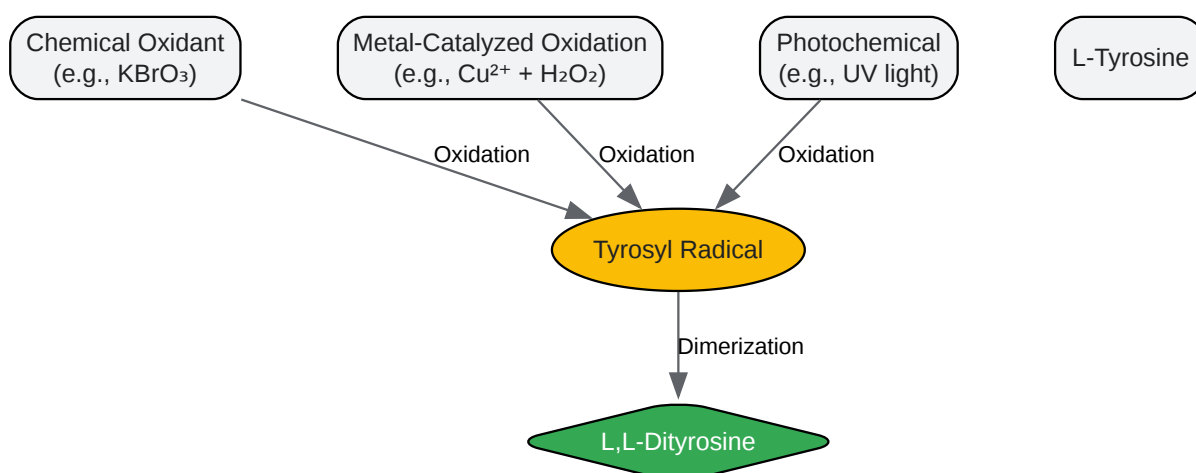 Chemical Oxidant
(e.g., KBrO₃)
Metal-Catalyzed Oxidation
(e.g., Cu²⁺ + H₂O₂)
Photochemical
(e.g., UV light)
L-Tyrosine
Oxidation
Oxidation
Oxidation
Tyrosyl Radical
Dimerization
L,L-Dityrosine